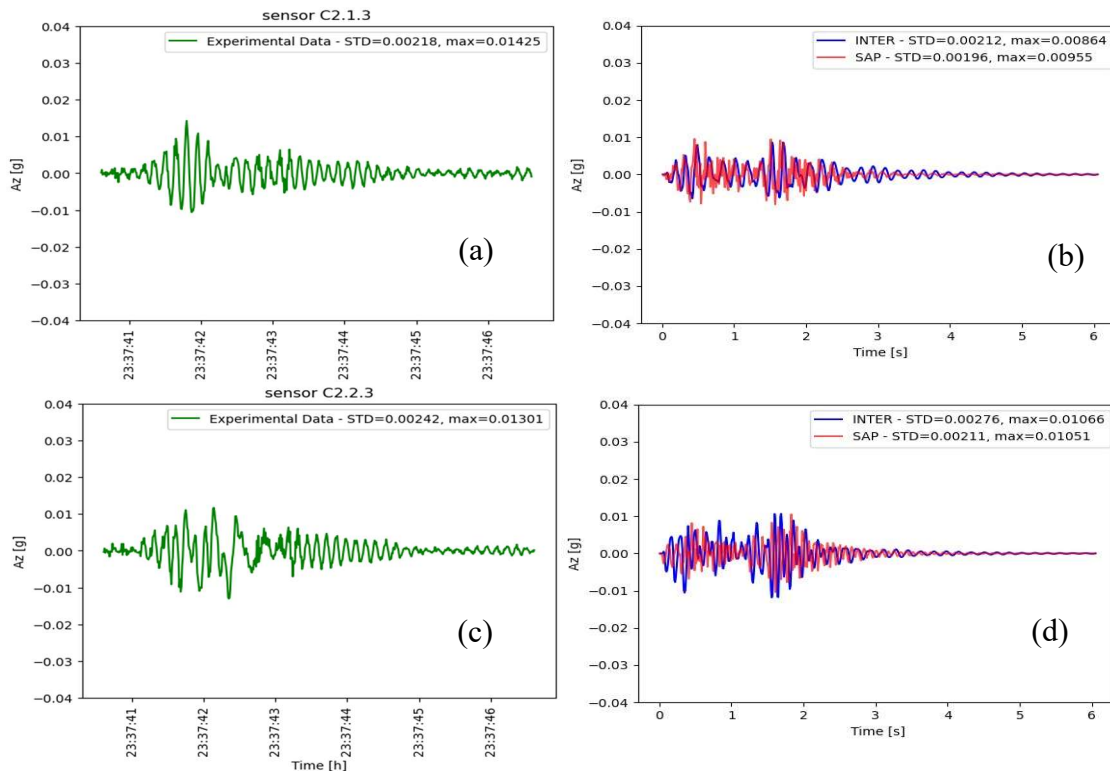 sensor C2.1.3
0.04
0.03
0.02
0.01
0.00
−0.01
−0.02
−0.03
−0.04
Az [g]
Experimental Data - STD=0.00218, max=0.01425
(a)
23:37:41
23:37:42
23:37:43
23:37:44
23:37:45
23:37:46
0.04
0.03
0.02
0.01
0.00
−0.01
−0.02
−0.03
−0.04
Az [g]
INTER - STD=0.00212, max=0.00864
SAP - STD=0.00196, max=0.00955
(b)
0 1 2 3 4 5 6
Time [s]
sensor C2.2.3
0.04
0.03
0.02
0.01
0.00
−0.01
−0.02
−0.03
−0.04
Az [g]
Experimental Data - STD=0.00242, max=0.01301
(c)
23:37:41
23:37:42
23:37:43
23:37:44
23:37:45
23:37:46
Time [h]
0.04
0.03
0.02
0.01
0.00
−0.01
−0.02
−0.03
−0.04
Az [g]
INTER - STD=0.00276, max=0.01066
SAP - STD=0.00211, max=0.01051
(d)
0 1 2 3 4 5 6
Time [s]